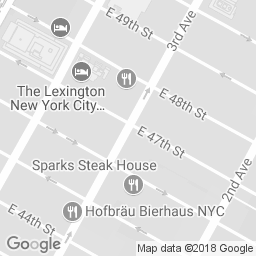 E 49th St
3rd Ave
The Lexington
New York City...
E 48th St
E 47th St
Sparks Steak House
2nd Ave
Hofbräu Bierhaus NYC
E 44th St
Google
Map data ©2018 Google